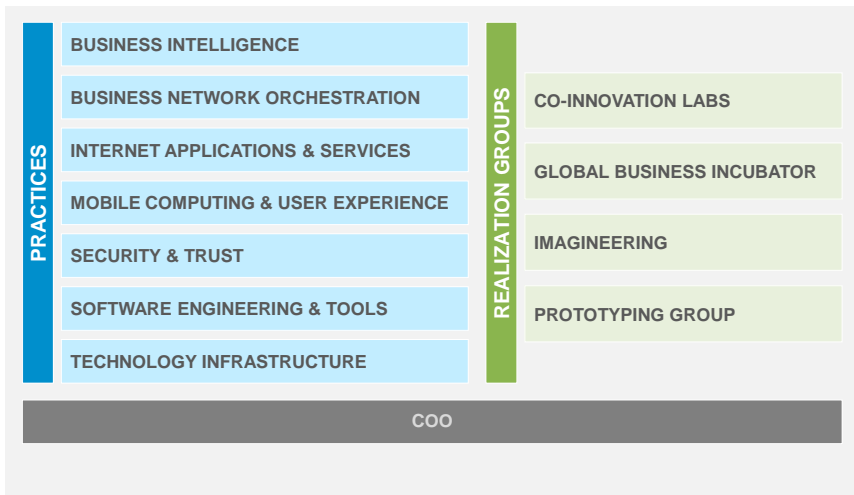 PRACTICES
BUSINESS INTELLIGENCE
BUSINESS NETWORK ORCHESTRATION
INTERNET APPLICATIONS & SERVICES
MOBILE COMPUTING & USER EXPERIENCE
SECURITY & TRUST
SOFTWARE ENGINEERING & TOOLS
TECHNOLOGY INFRASTRUCTURE
REALIZATION GROUPS
CO-INNOVATION LABS
GLOBAL BUSINESS INCUBATOR
IMAGINEERING
PROTOTYPING GROUP
COO